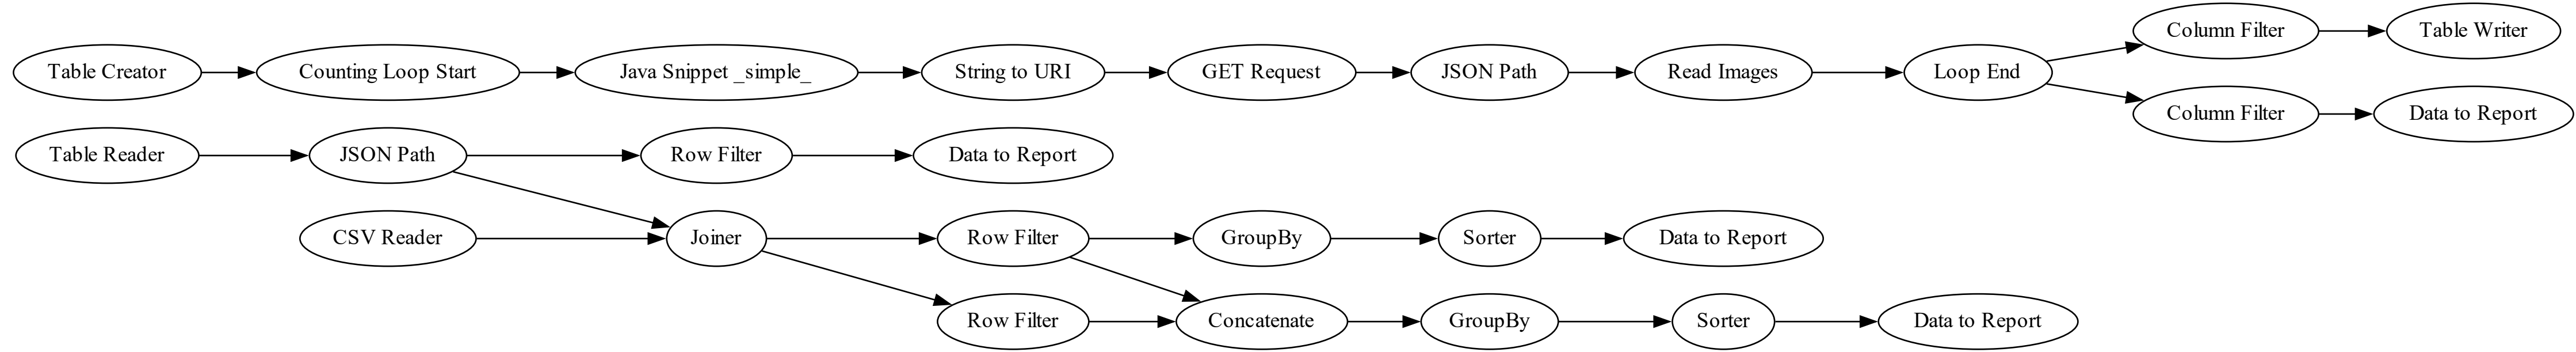 Table Creator
Counting Loop Start
Java Snippet _simple_
String to URI
GET Request
JSON Path
Read Images
Loop End
Column Filter
Table Writer
Column Filter
Data to Report
Table Reader
JSON Path
Row Filter
Data to Report
CSV Reader
Joiner
Row Filter
GroupBy
Sorter
Data to Report
Row Filter
Concatenate
GroupBy
Sorter
Data to Report